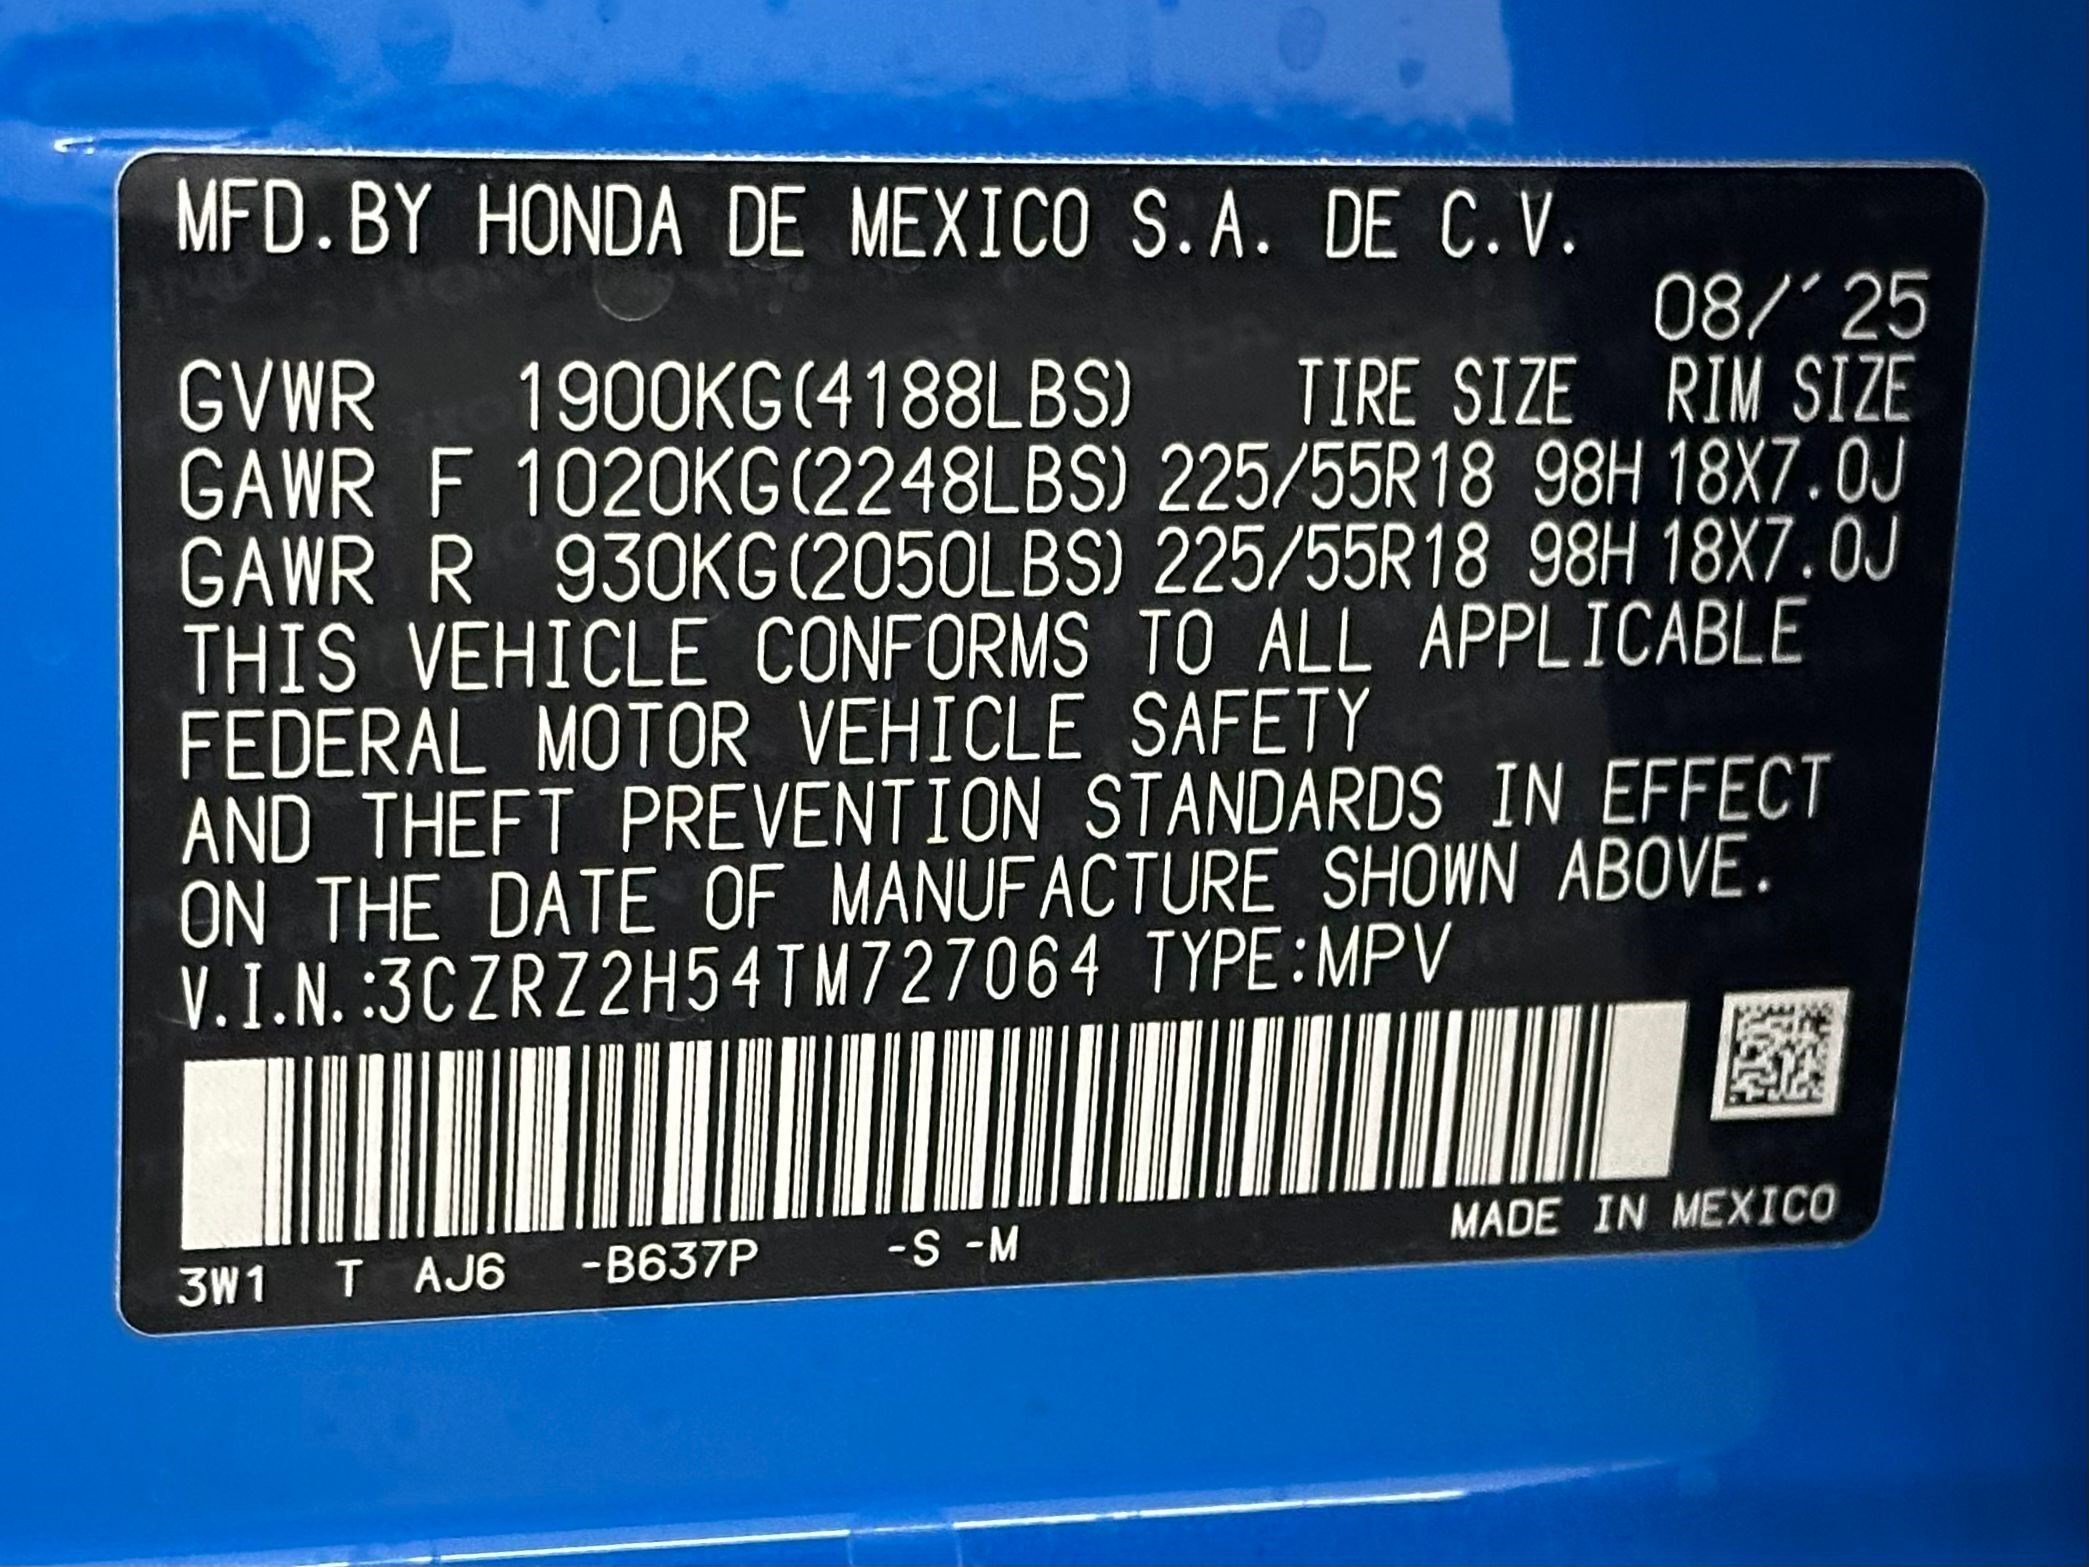 MFD.BY HONDA DE MEXICO S.A. DE C.V.
08/'25
GVWR 1900KG(4188LBS) TIRE SIZE RIM SIZE
GAWR F 1020KG(2248LBS) 225/55R18 98H 18X7.0J
GAWR R 930KG(2050LBS) 225/55R18 98H 18X7.0J
THIS VEHICLE CONFORMS TO ALL APPLICABLE
FEDERAL MOTOR VEHICLE SAFETY
AND THEFT PREVENTION STANDARDS IN EFFECT
ON THE DATE OF MANUFACTURE SHOWN ABOVE.
V.I.N.:3CZRZ2H54TM727064 TYPE:MPV
3W1 T AJ6 -B637P -S -M MADE IN MEXICO